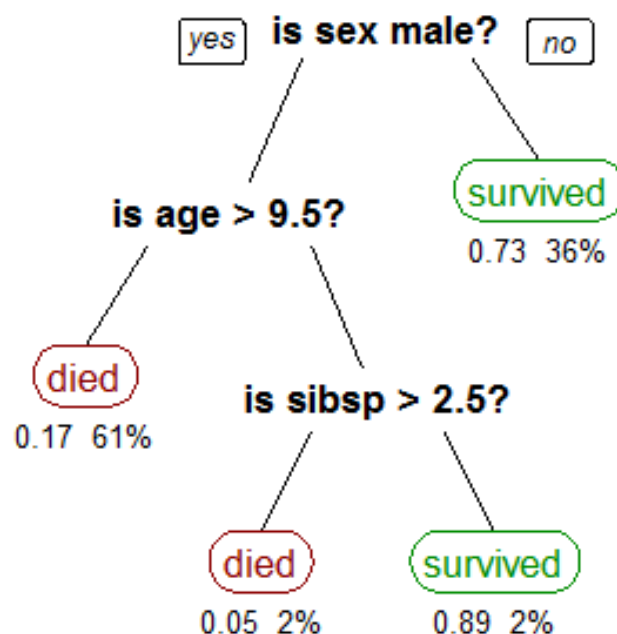 yes is sex male? no
survived
0.73 36%
is age > 9.5?
died
0.17 61%
is sibsp > 2.5?
died survived
0.05 2% 0.89 2%